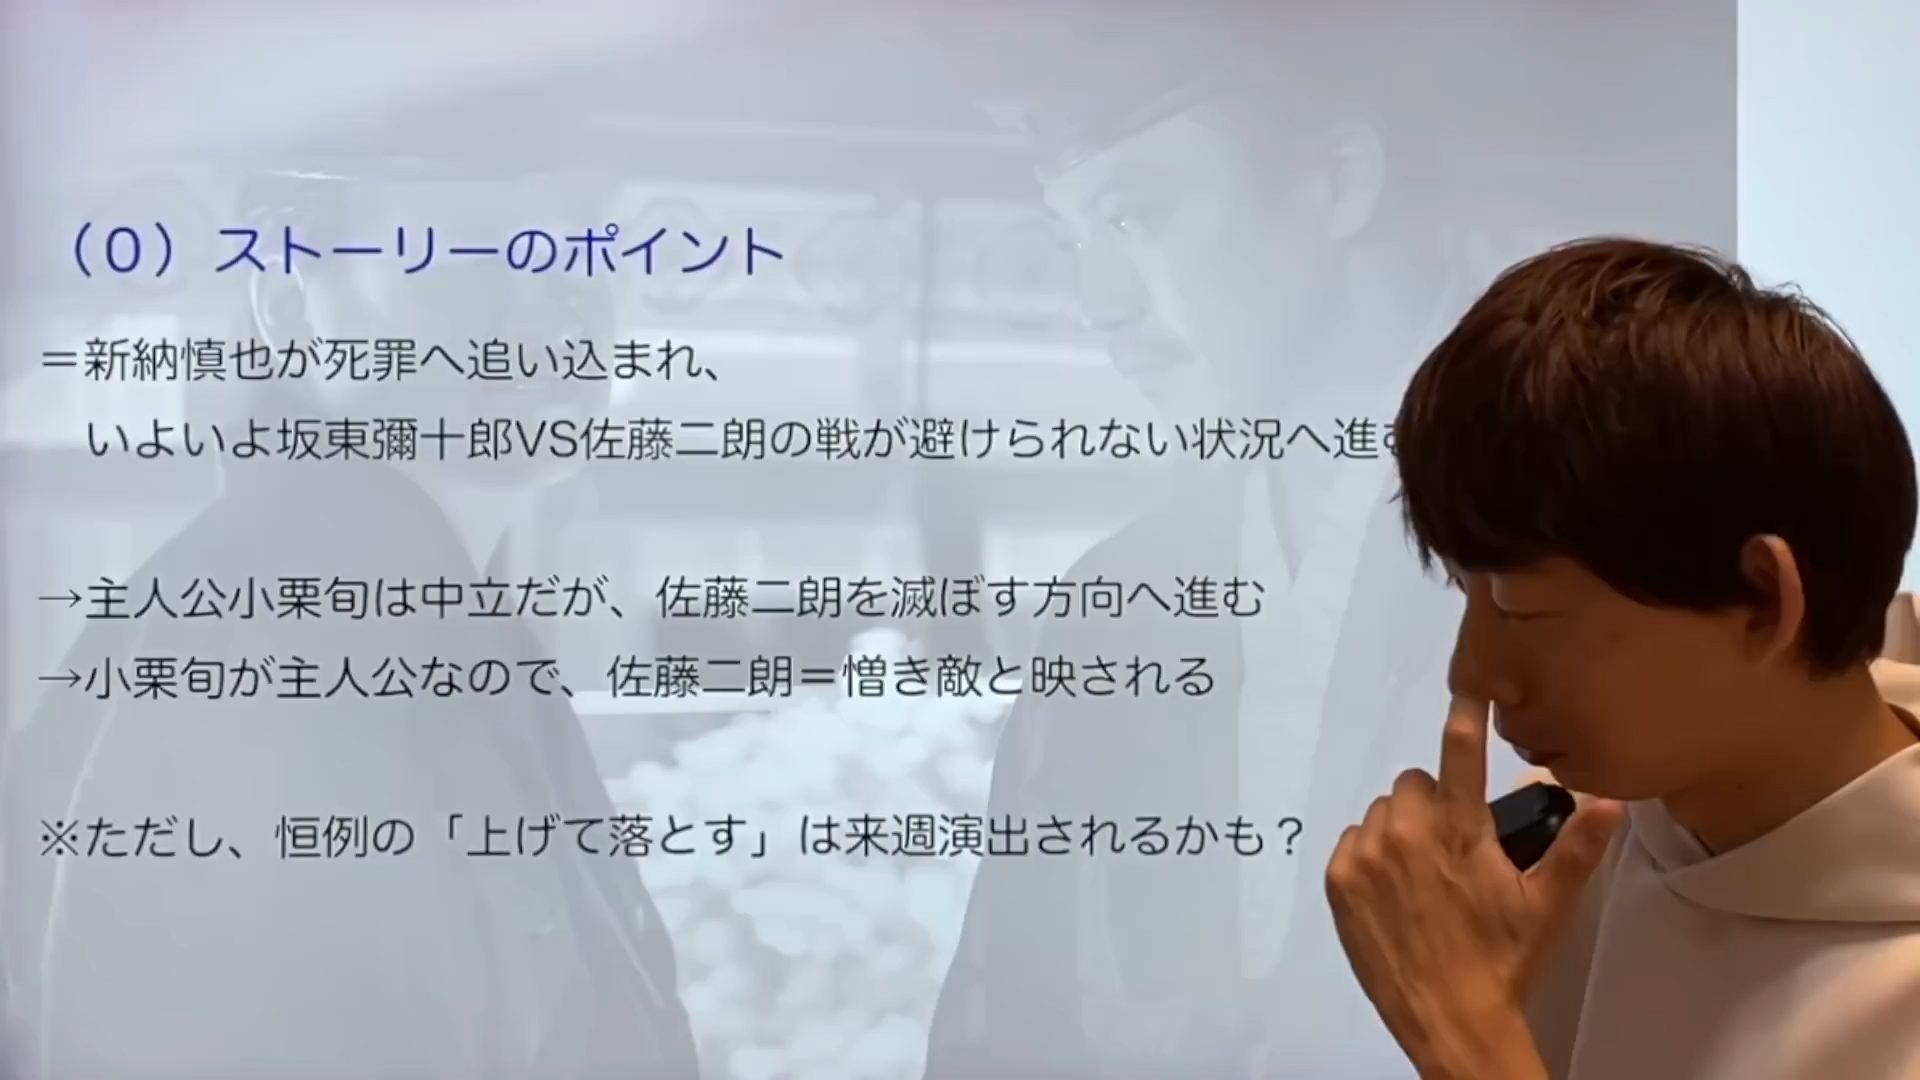 （０）ストーリーのポイント
＝新納慎也が死罪へ追い込まれ、
いよいよ坂東彌十郎VS佐藤二朗の戦が避けられない状況へ進む
→主人公小栗旬は中立だが、佐藤二朗を滅ぼす方向へ進む
→小栗旬が主人公なので、佐藤二朗＝憎き敵と映される
※ただし、恒例の「上げて落とす」は来週演出されるかも？